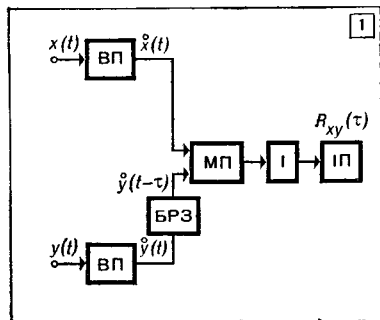 1
x(t)
ВП
x̊(t)
R_xy(τ)
МП
І
ІП
ẙ(t-τ)
БРЗ
y(t)
ВП
ẙ(t)